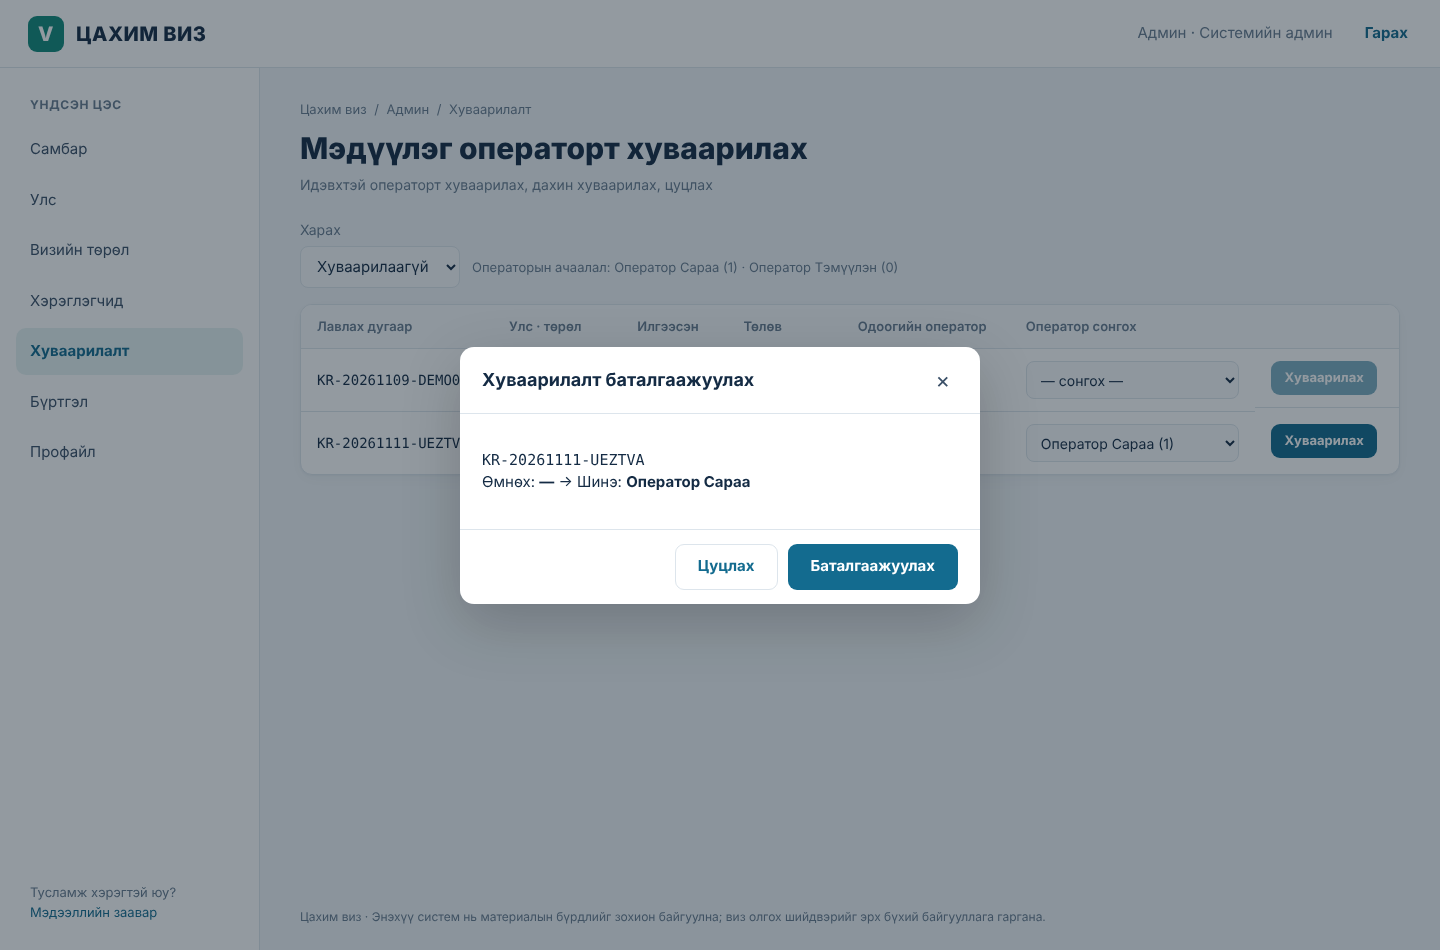 V ЦАХИМ ВИЗ
Админ · Системийн админ Гарах
ҮНДСЭН ЦЭС
Самбар
Улс
Визийн төрөл
Хэрэглэгчид
Хуваарилалт
Бүртгэл
Профайл
Тусламж хэрэгтэй юу?
Мэдээллийн заавар
Цахим виз / Админ / Хуваарилалт
Мэдүүлэг операторт хуваарилах
Идэвхтэй операторт хуваарилах, дахин хуваарилах, цуцлах
Харах
Хуваарилаагүй Операторын ачаалал: Оператор Сараа (1) · Оператор Тэмүүлэн (0)
Лавлах дугаар Улс · төрөл Илгээсэн Төлөв Одоогийн оператор Оператор сонгох
KR-20261109-DEMO0 — сонгох — Хуваарилах
KR-20261111-UEZTV Оператор Сараа (1) Хуваарилах
Хуваарилалт баталгаажуулах ×
KR-20261111-UEZTVA
Өмнөх: — → Шинэ: Оператор Сараа
Цуцлах Баталгаажуулах
Цахим виз · Энэхүү систем нь материалын бүрдлийг зохион байгуулна; виз олгох шийдвэрийг эрх бүхий байгууллага гаргана.